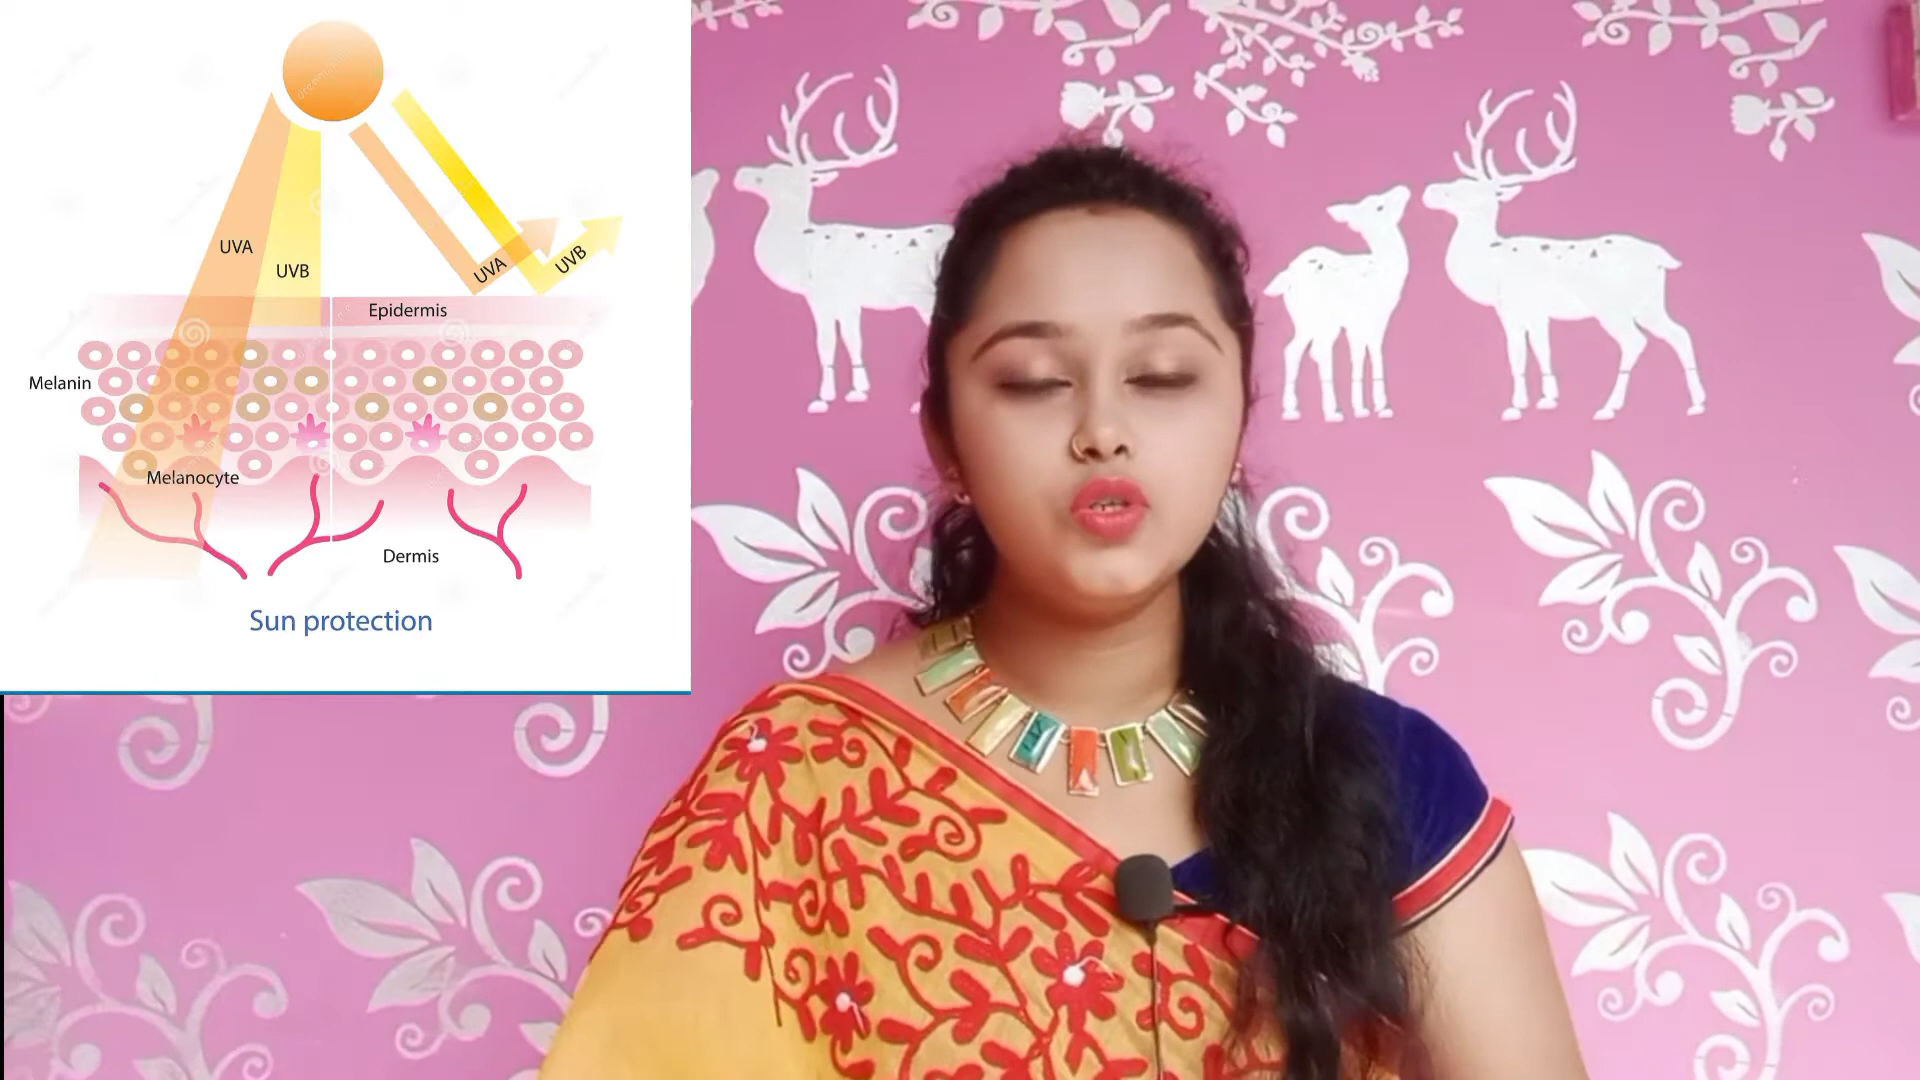 UVA
UVB
UVA
UVB
Epidermis
Melanin
Melanocyte
Dermis
Sun protection